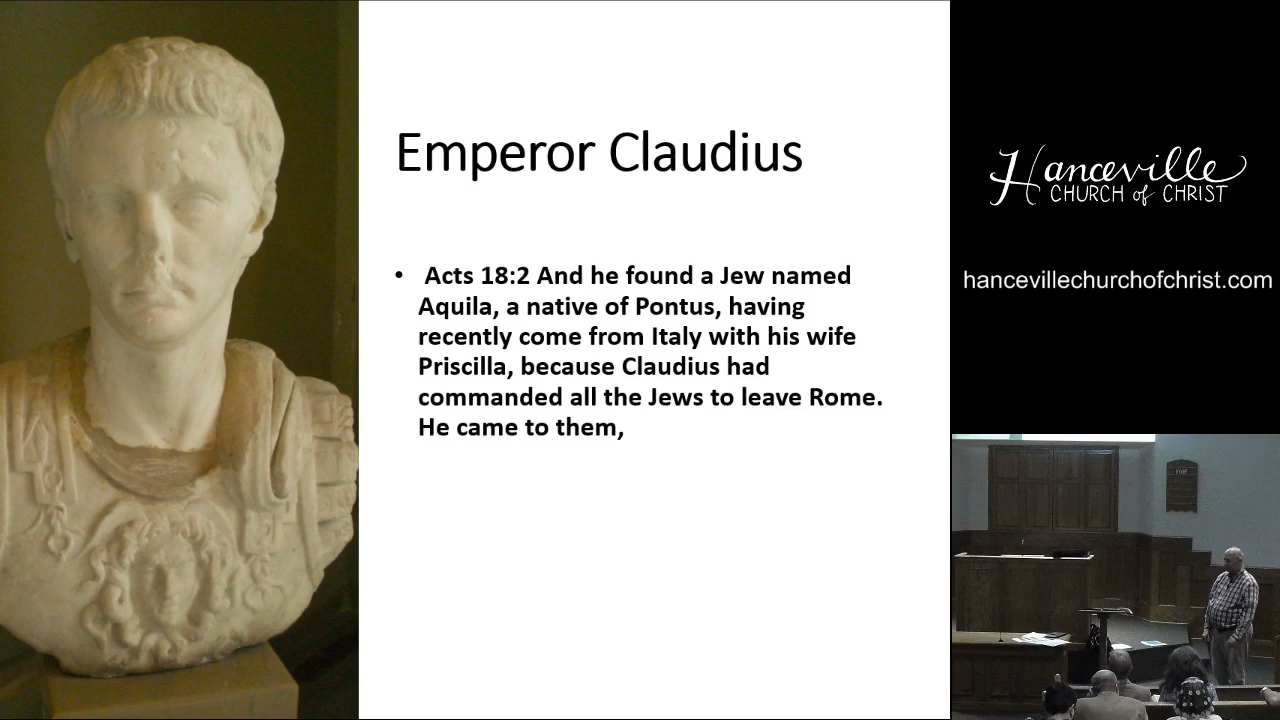 Emperor Claudius
• Acts 18:2 And he found a Jew named
Aquila, a native of Pontus, having
recently come from Italy with his wife
Priscilla, because Claudius had
commanded all the Jews to leave Rome.
He came to them,
Hanceville
CHURCH of CHRIST
hancevillechurchofchrist.com